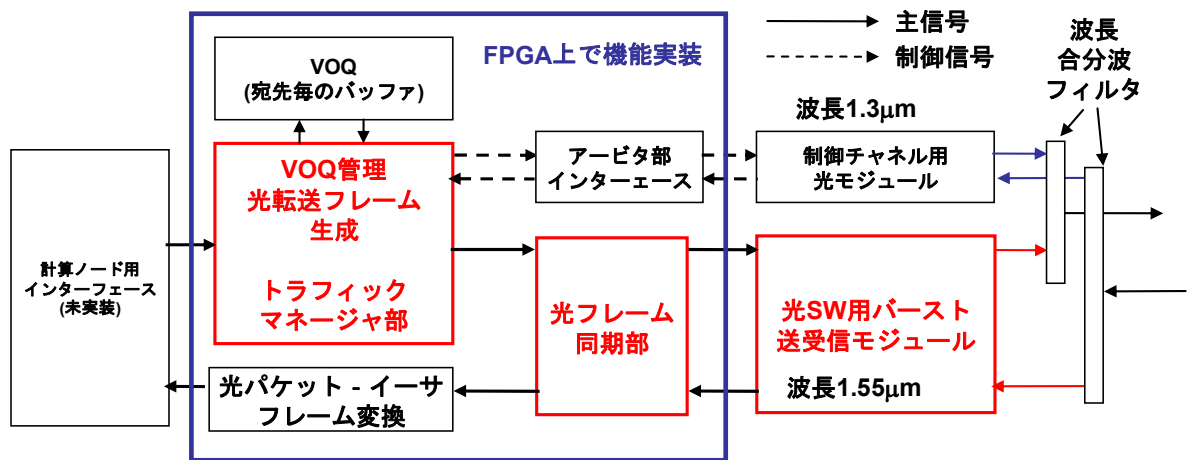 FPGA上で機能実装
主信号
制御信号
波長
合分波
フィルタ
VOQ
(宛先毎のバッファ)
波長1.3μm
VOQ管理
光転送フレーム
生成
トラフィック
マネージャ部
アービタ部
インターェース
制御チャネル用
光モジュール
計算ノード用
インターフェース
(未実装)
光フレーム
同期部
光SW用バースト
送受信モジュール
波長1.55μm
光パケット - イーサ
フレーム変換